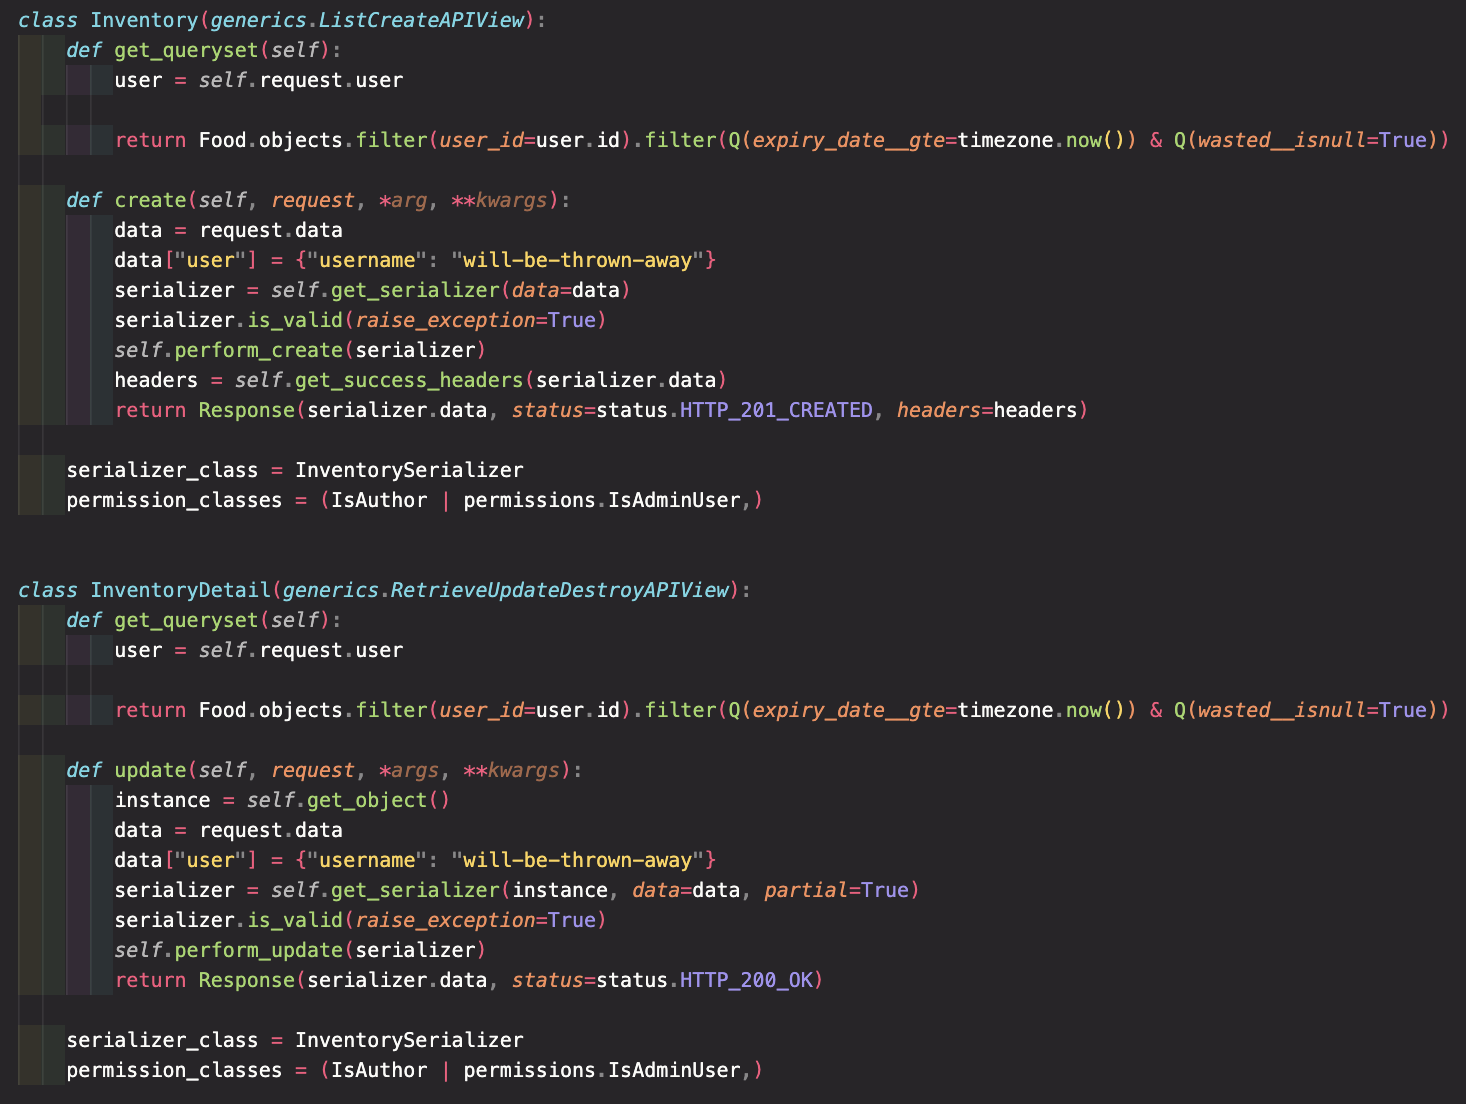 class Inventory(generics.ListCreateAPIView):
    def get_queryset(self):
        user = self.request.user

        return Food.objects.filter(user_id=user.id).filter(Q(expiry_date__gte=timezone.now()) & Q(wasted__isnull=True))

    def create(self, request, *arg, **kwargs):
        data = request.data
        data["user"] = {"username": "will-be-thrown-away"}
        serializer = self.get_serializer(data=data)
        serializer.is_valid(raise_exception=True)
        self.perform_create(serializer)
        headers = self.get_success_headers(serializer.data)
        return Response(serializer.data, status=status.HTTP_201_CREATED, headers=headers)

    serializer_class = InventorySerializer
    permission_classes = (IsAuthor | permissions.IsAdminUser,)


class InventoryDetail(generics.RetrieveUpdateDestroyAPIView):
    def get_queryset(self):
        user = self.request.user

        return Food.objects.filter(user_id=user.id).filter(Q(expiry_date__gte=timezone.now()) & Q(wasted__isnull=True))

    def update(self, request, *args, **kwargs):
        instance = self.get_object()
        data = request.data
        data["user"] = {"username": "will-be-thrown-away"}
        serializer = self.get_serializer(instance, data=data, partial=True)
        serializer.is_valid(raise_exception=True)
        self.perform_update(serializer)
        return Response(serializer.data, status=status.HTTP_200_OK)

    serializer_class = InventorySerializer
    permission_classes = (IsAuthor | permissions.IsAdminUser,)